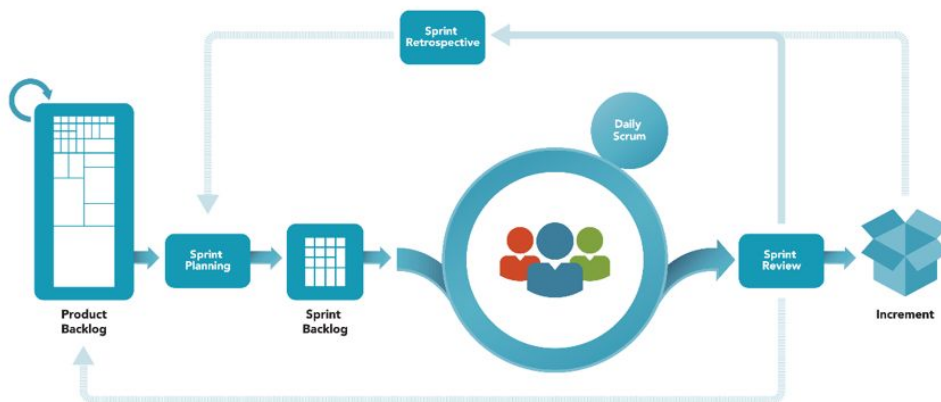 Sprint
Retrospective
Daily
Scrum
Sprint
Planning
Sprint
Review
Product
Backlog
Sprint
Backlog
Increment